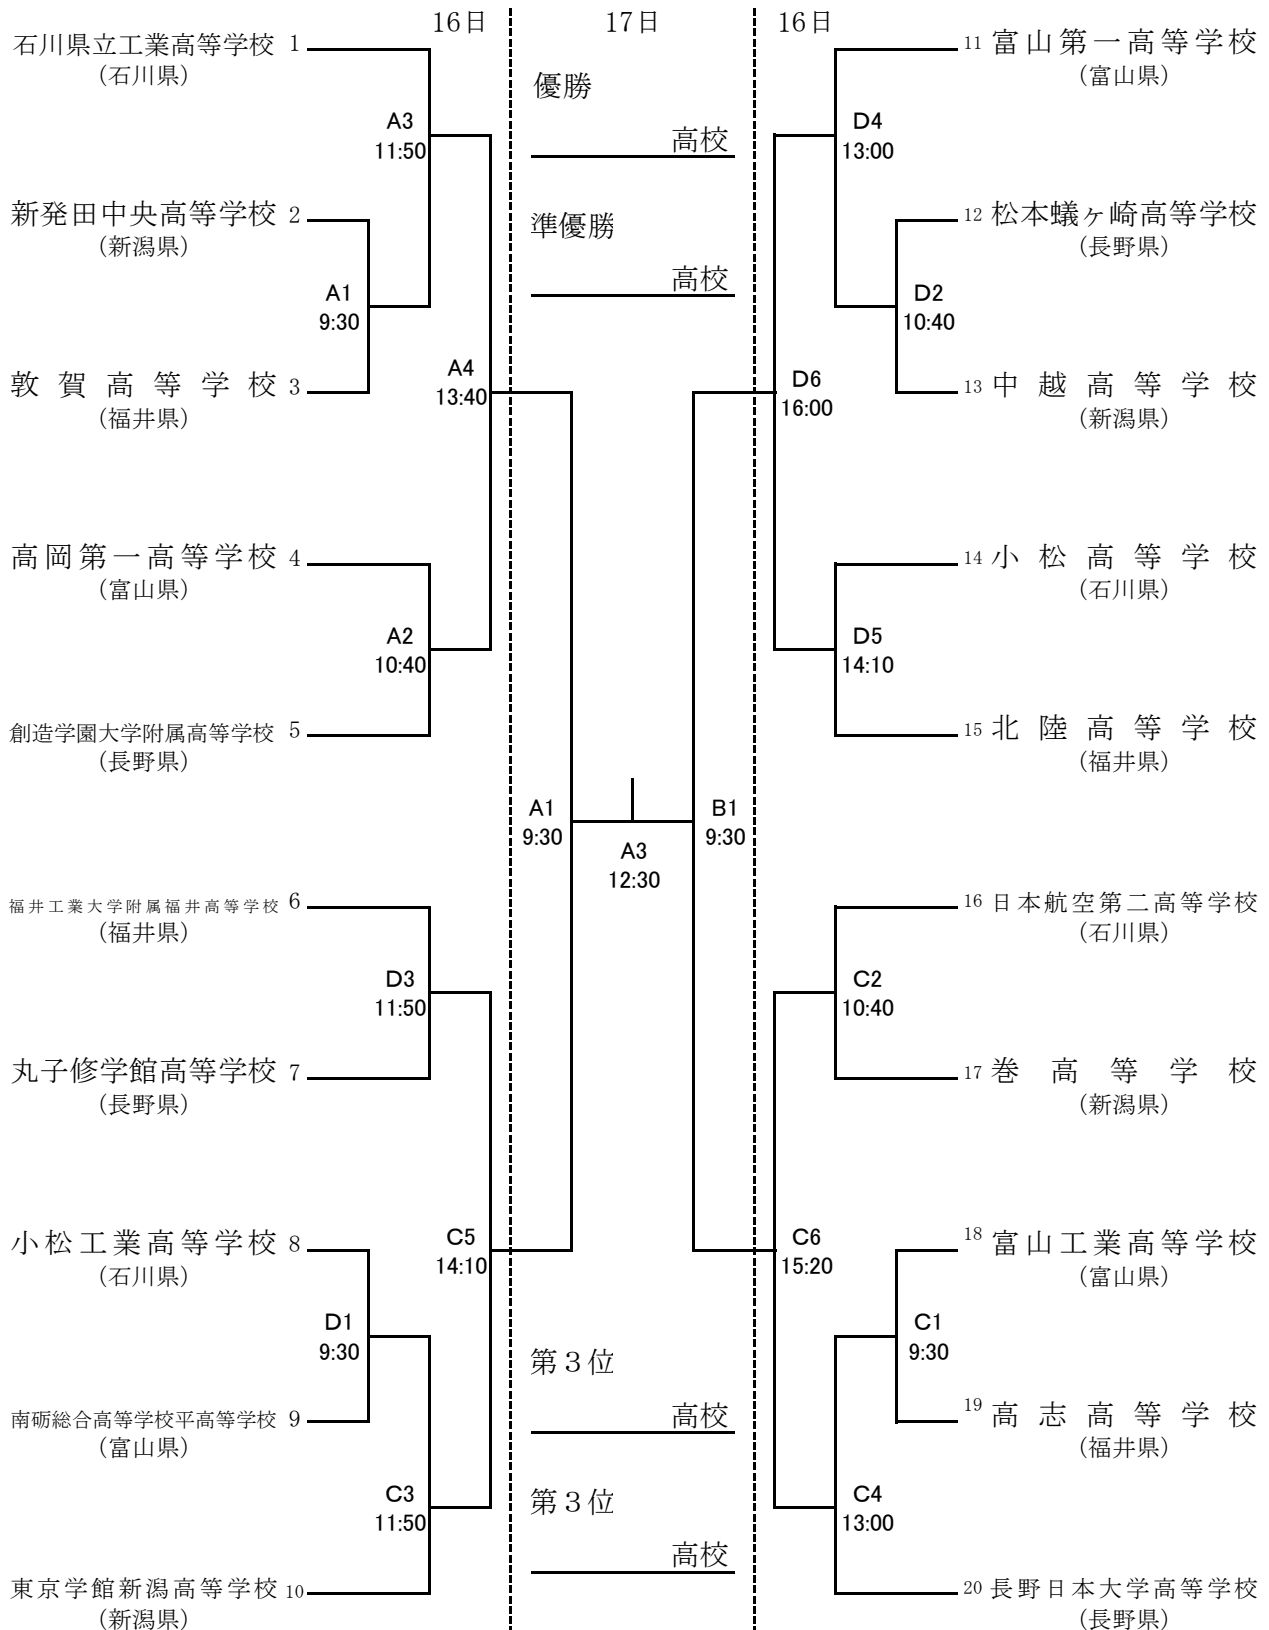 16日
17日
16日
石川県立工業高等学校 1
(石川県)
A3
11:50
新発田中央高等学校 2
(新潟県)
A1
9:30
敦賀高等学校 3
(福井県)
A4
13:40
高岡第一高等学校 4
(富山県)
A2
10:40
創造学園大学附属高等学校 5
(長野県)
福井工業大学附属福井高等学校 6
(福井県)
D3
11:50
丸子修学館高等学校 7
(長野県)
小松工業高等学校 8
(石川県)
C5
14:10
D1
9:30
南砺総合高等学校平高等学校 9
(富山県)
C3
11:50
東京学館新潟高等学校 10
(新潟県)
優勝
高校
準優勝
高校
A1
9:30
A3
12:30
B1
9:30
第３位
高校
第３位
高校
11 富山第一高等学校
(富山県)
D4
13:00
12 松本蟻ヶ崎高等学校
(長野県)
D2
10:40
13 中越高等学校
(新潟県)
D6
16:00
14 小松高等学校
(石川県)
D5
14:10
15 北陸高等学校
(福井県)
16 日本航空第二高等学校
(石川県)
C2
10:40
17 巻高等学校
(新潟県)
C6
15:20
18 富山工業高等学校
(富山県)
C1
9:30
19 高志高等学校
(福井県)
C4
13:00
20 長野日本大学高等学校
(長野県)